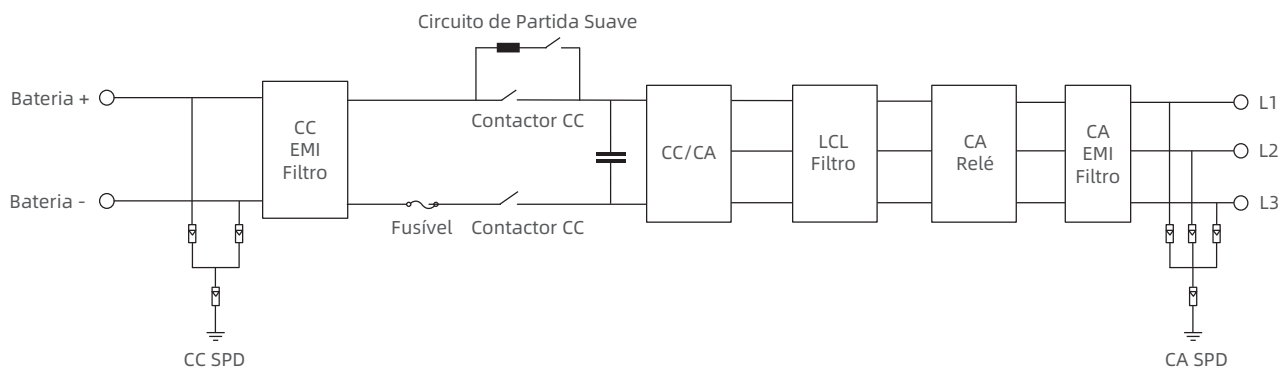 Circuito de Partida Suave
Bateria +
CC
EMI
Filtro
Contactor CC
CC/CA
LCL
Filtro
CA
Relé
CA
EMI
Filtro
L1
L2
L3
Bateria -
Fusível
Contactor CC
CC SPD
CA SPD